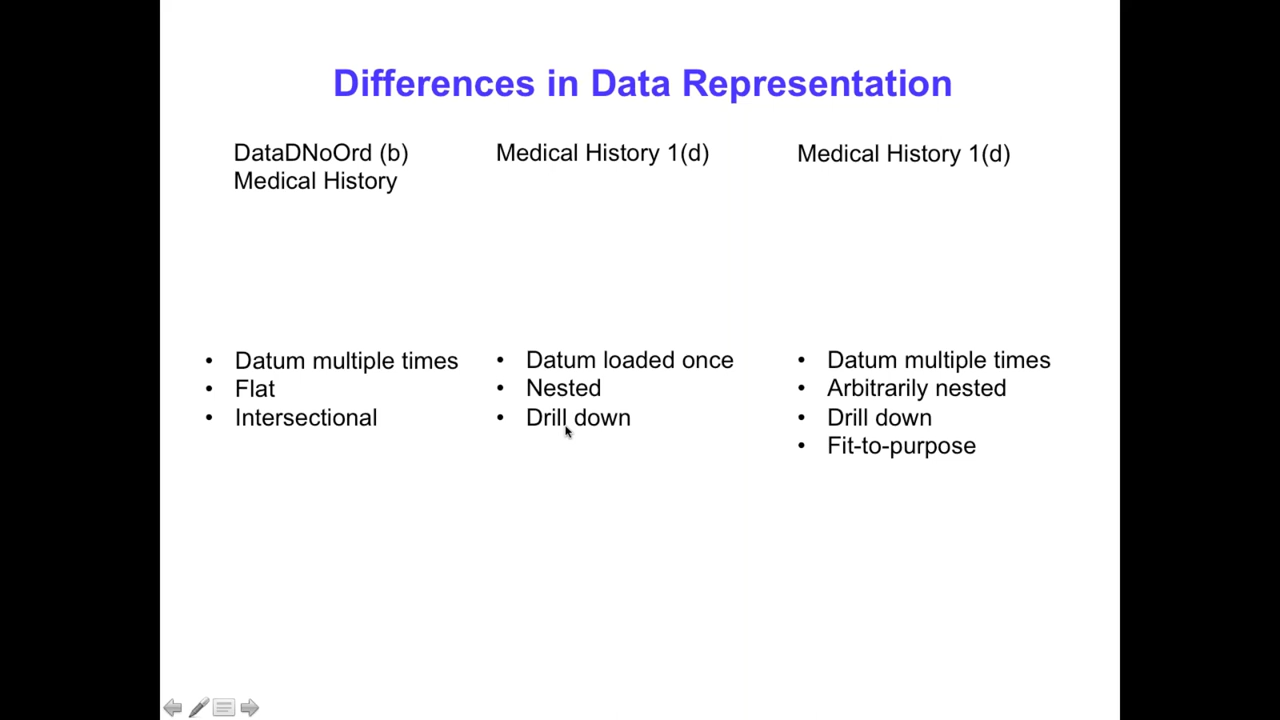 Differences in Data Representation
DataDNoOrd (b)
Medical History
Medical History 1(d)
Medical History 1(d)
• Datum multiple times
• Flat
• Intersectional
• Datum loaded once
• Nested
• Drill down
• Datum multiple times
• Arbitrarily nested
• Drill down
• Fit-to-purpose